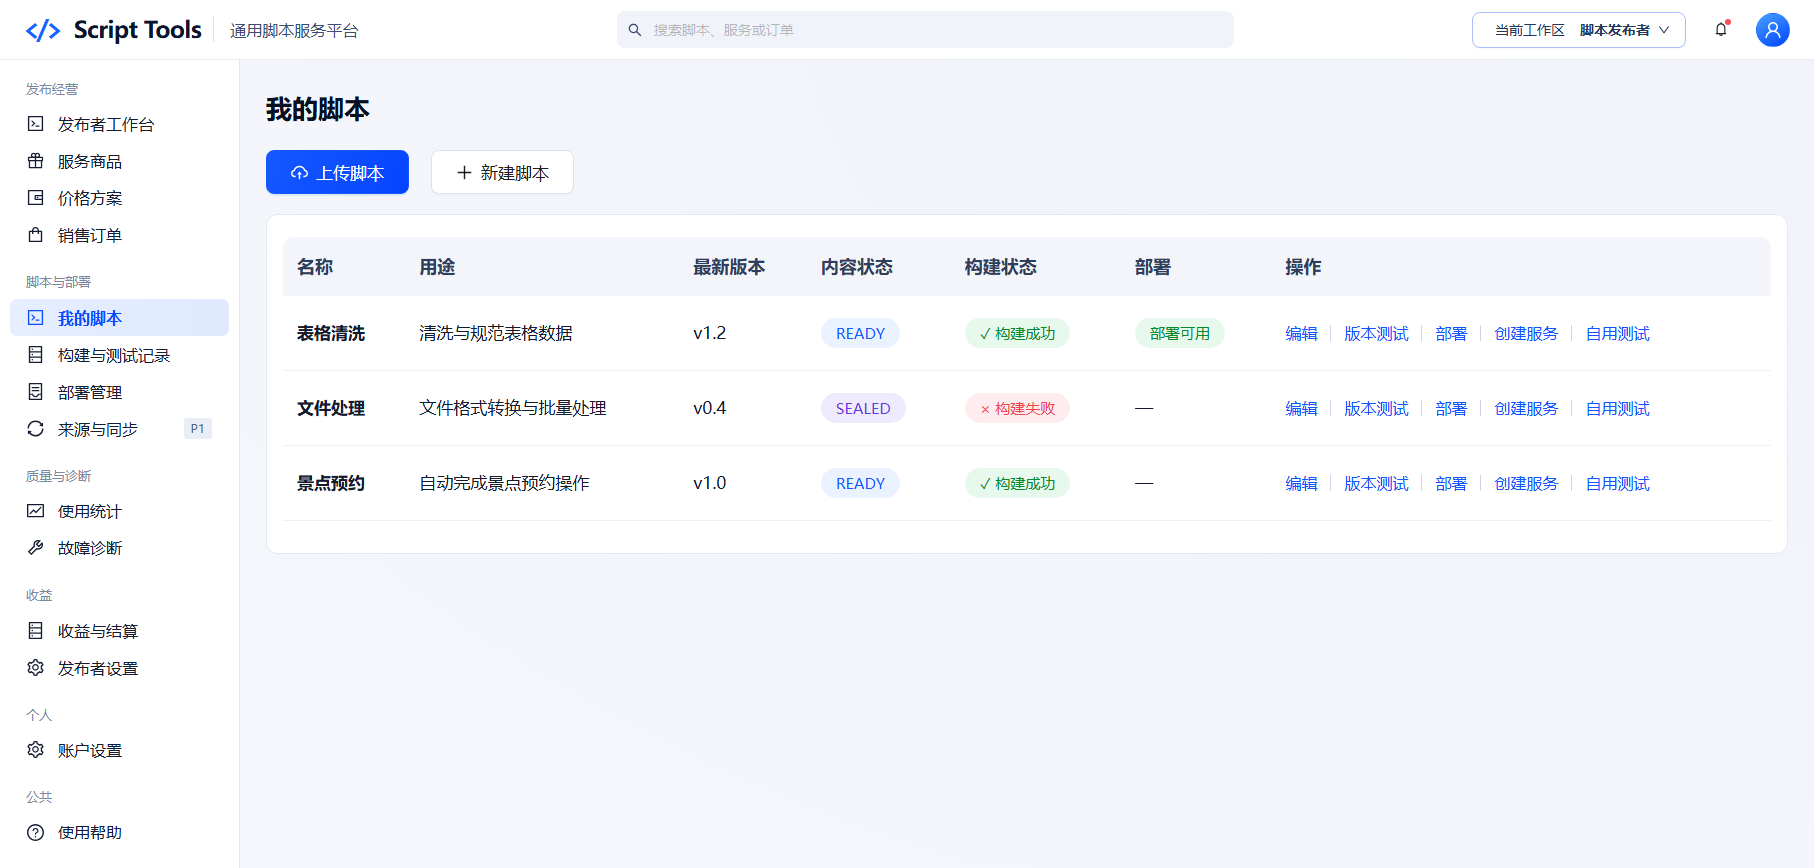 </> Script Tools 通用脚本服务平台 搜索脚本、服务或订单 当前工作区 脚本发布者
发布经营
发布者工作台
服务商品
价格方案
销售订单
脚本与部署
我的脚本
构建与测试记录
部署管理
来源与同步 P1
质量与诊断
使用统计
故障诊断
收益
收益与结算
发布者设置
个人
账户设置
公共
使用帮助
我的脚本
上传脚本 新建脚本
名称 用途 最新版本 内容状态 构建状态 部署 操作
表格清洗 清洗与规范表格数据 v1.2 READY ✓ 构建成功 部署可用 编辑 版本测试 部署 创建服务 自用测试
文件处理 文件格式转换与批量处理 v0.4 SEALED × 构建失败 — 编辑 版本测试 部署 创建服务 自用测试
景点预约 自动完成景点预约操作 v1.0 READY ✓ 构建成功 — 编辑 版本测试 部署 创建服务 自用测试